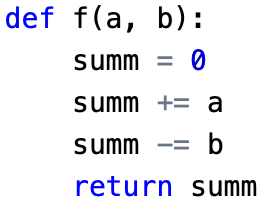 def f(a, b):
    summ = 0
    summ += a
    summ -= b
    return summ